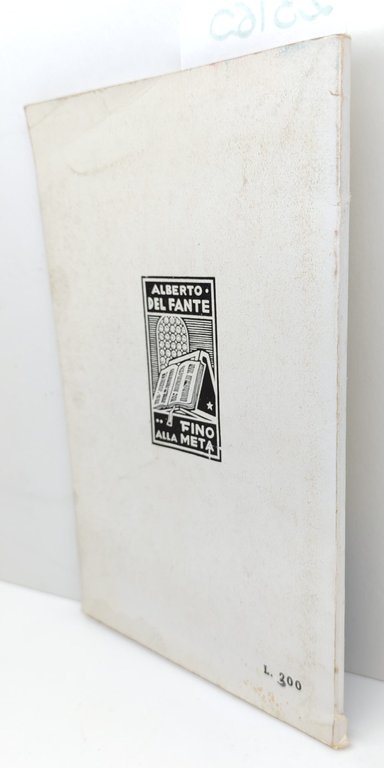 ALBERTO ·
DEL FANTE
·· FINO
ALLA META
L. 300